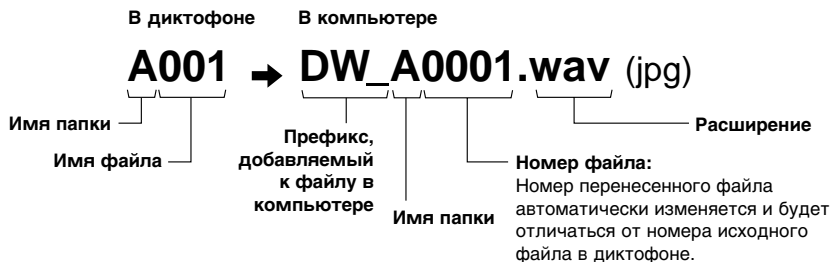 В диктофоне
В компьютере
A001 ➡ DW_A0001.wav (jpg)
Имя папки
Имя файла
Префикс,
добавляемый
к файлу в
компьютере
Имя папки
Расширение
Номер файла:
Номер перенесенного файла
автоматически изменяется и будет
отличаться от номера исходного
файла в диктофоне.